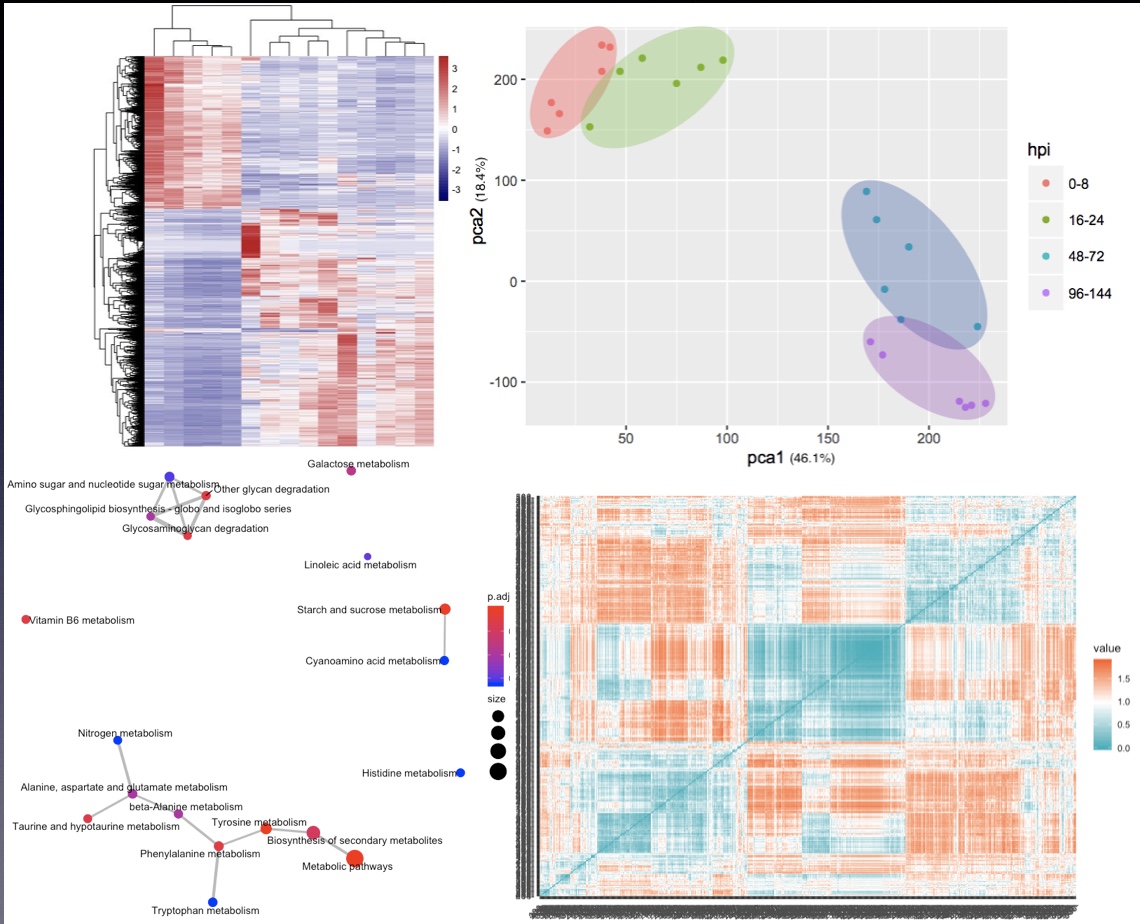 3
2
1
0
-1
-2
-3
pca2 (18.4%)
200
100
0
-100
50
100
150
200
pca1 (46.1%)
hpi
0-8
16-24
48-72
96-144
Galactose metabolism
Amino sugar and nucleotide sugar metabolism
Other glycan degradation
Glycosphingolipid biosynthesis - globo and isoglobo series
Glycosaminoglycan degradation
Linoleic acid metabolism
Starch and sucrose metabolism
Vitamin B6 metabolism
Cyanoamino acid metabolism
p.adj
size
Nitrogen metabolism
Histidine metabolism
Alanine, aspartate and glutamate metabolism
beta-Alanine metabolism
Taurine and hypotaurine metabolism
Tyrosine metabolism
Biosynthesis of secondary metabolites
Phenylalanine metabolism
Metabolic pathways
Tryptophan metabolism
value
1.5
1.0
0.5
0.0